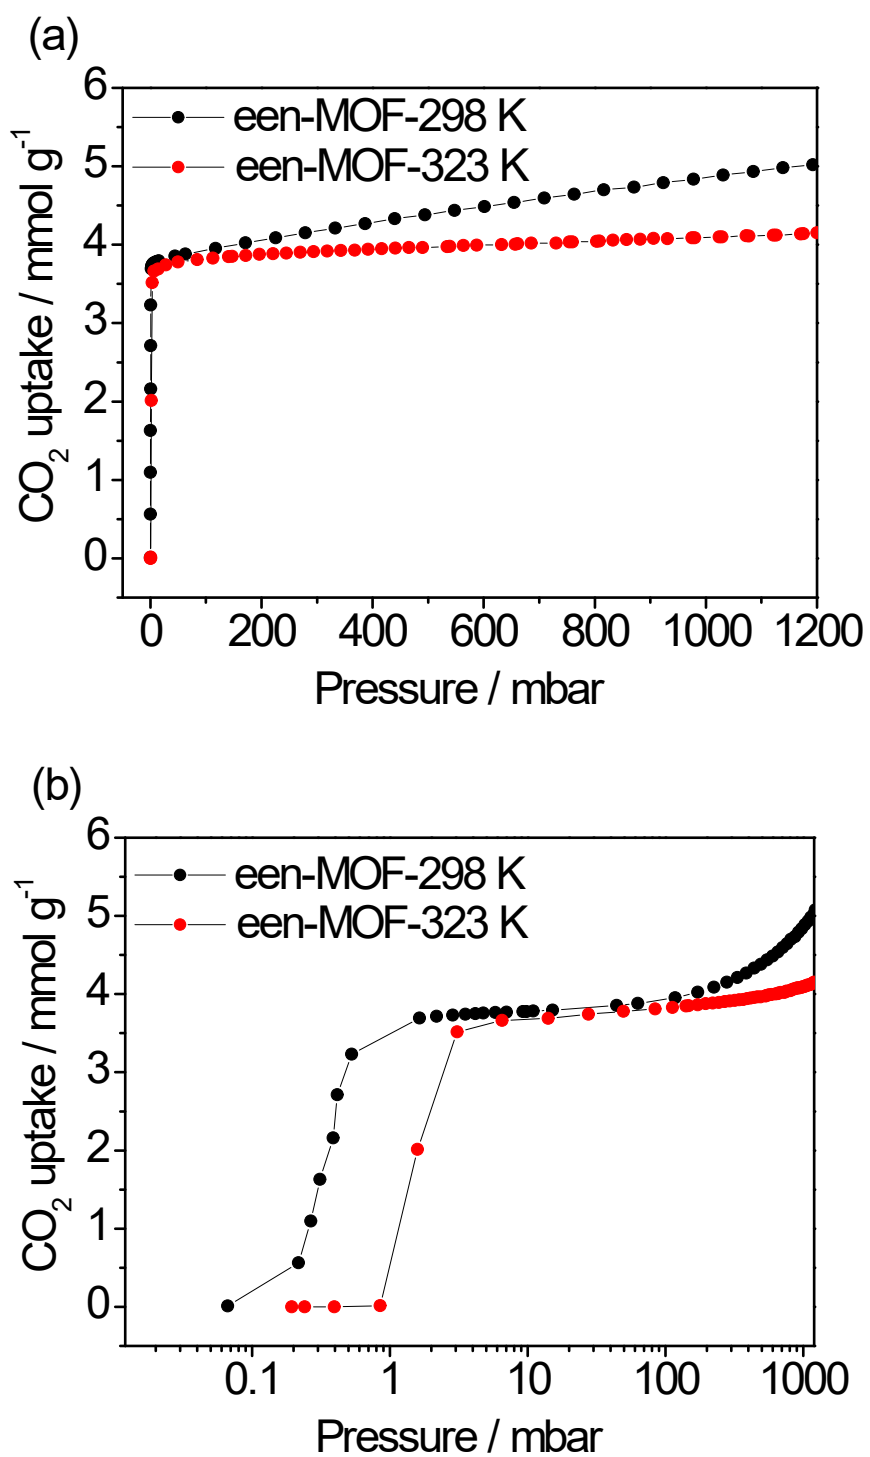 (a)
6
5
4
3
2
1
0
een-MOF-298 K
een-MOF-323 K
CO₂ uptake / mmol g⁻¹
0 200 400 600 800 1000 1200
Pressure / mbar
(b)
6
5
4
3
2
1
0
een-MOF-298 K
een-MOF-323 K
CO₂ uptake / mmol g⁻¹
0.1 1 10 100 1000
Pressure / mbar